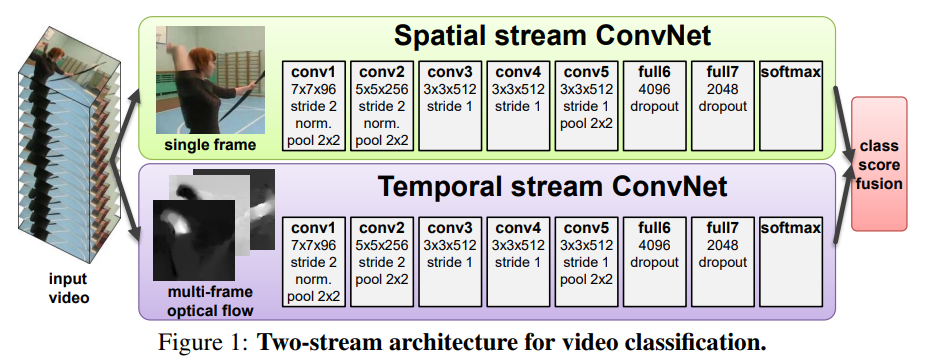 Spatial stream ConvNet
single frame
conv1
7x7x96
stride 2
norm.
pool 2x2
conv2
5x5x256
stride 2
norm.
pool 2x2
conv3
3x3x512
stride 1
conv4
3x3x512
stride 1
conv5
3x3x512
stride 1
pool 2x2
full6
4096
dropout
full7
2048
dropout
softmax
input
video
Temporal stream ConvNet
multi-frame
optical flow
conv1
7x7x96
stride 2
norm.
pool 2x2
conv2
5x5x256
stride 2
pool 2x2
conv3
3x3x512
stride 1
conv4
3x3x512
stride 1
conv5
3x3x512
stride 1
pool 2x2
full6
4096
dropout
full7
2048
dropout
softmax
class
score
fusion
Figure 1: Two-stream architecture for video classification.